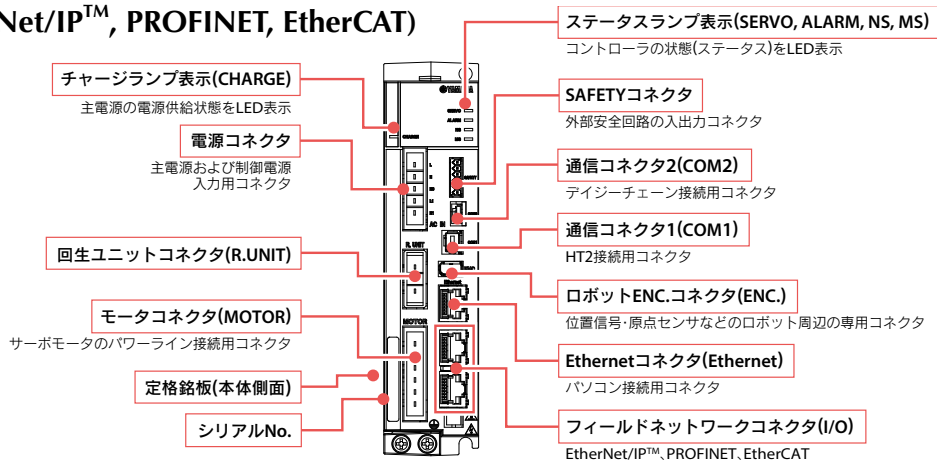 Net/IP™, PROFINET, EtherCAT)
ステータスランプ表示(SERVO, ALARM, NS, MS)
コントローラの状態(ステータス)をLED表示
チャージランプ表示(CHARGE)
主電源の電源供給状態をLED表示
SAFETYコネクタ
外部安全回路の入出力コネクタ
電源コネクタ
主電源および制御電源
入力用コネクタ
通信コネクタ2(COM2)
デイジーチェーン接続用コネクタ
通信コネクタ1(COM1)
HT2接続用コネクタ
回生ユニットコネクタ(R.UNIT)
ロボットENC.コネクタ(ENC.)
位置信号・原点センサなどのロボット周辺の専用コネクタ
モータコネクタ(MOTOR)
サーボモータのパワーライン接続用コネクタ
Ethernetコネクタ(Ethernet)
パソコン接続用コネクタ
定格銘板(本体側面)
シリアルNo.
フィールドネットワークコネクタ(I/O)
EtherNet/IP™、PROFINET、EtherCAT
SERVO
ALARM
NS
MS
CHARGE
AC IN
R. UNIT
Ethernet
MOTOR